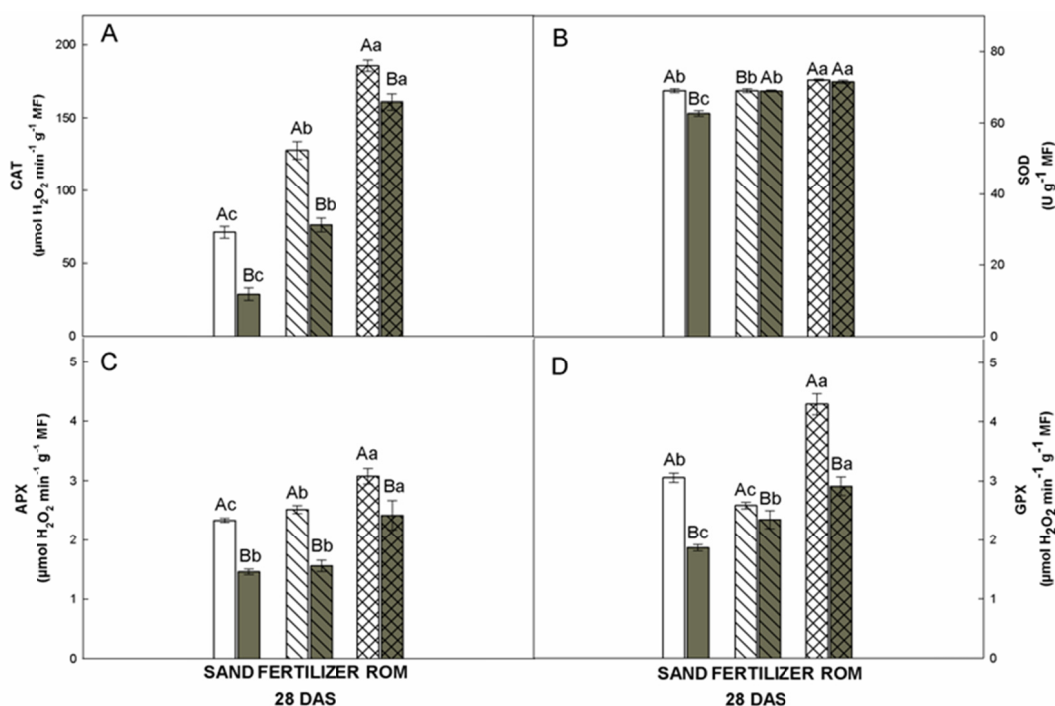 A
B
200
150
100
50
0
CAT
(µmol H₂O₂ min⁻¹ g⁻¹ MF)
Ac
Bc
Ab
Bb
Aa
Ba
Ab
Bc
Bb
Ab
Aa
Aa
80
60
40
20
0
SOD
(U g⁻¹ MF)
C
D
5
4
3
2
1
0
APX
(µmol H₂O₂ min⁻¹ g⁻¹ MF)
Ac
Bb
Ab
Bb
Aa
Ba
Ab
Bc
Ac
Bb
Aa
Ba
5
4
3
2
1
0
GPX
(µmol H₂O₂ min⁻¹ g⁻¹ MF)
SAND FERTILIZER ROM
28 DAS
SAND FERTILIZER ROM
28 DAS